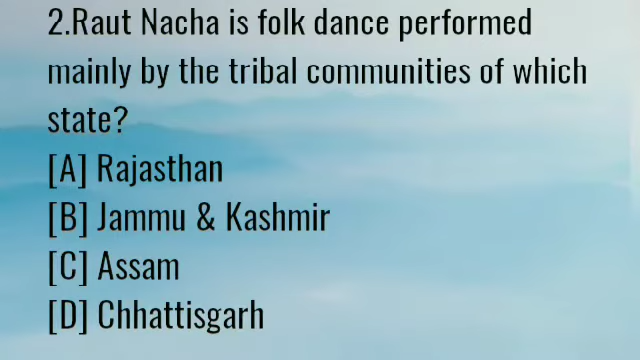 2.Raut Nacha is folk dance performed
mainly by the tribal communities of which
state?
[A] Rajasthan
[B] Jammu & Kashmir
[C] Assam
[D] Chhattisgarh